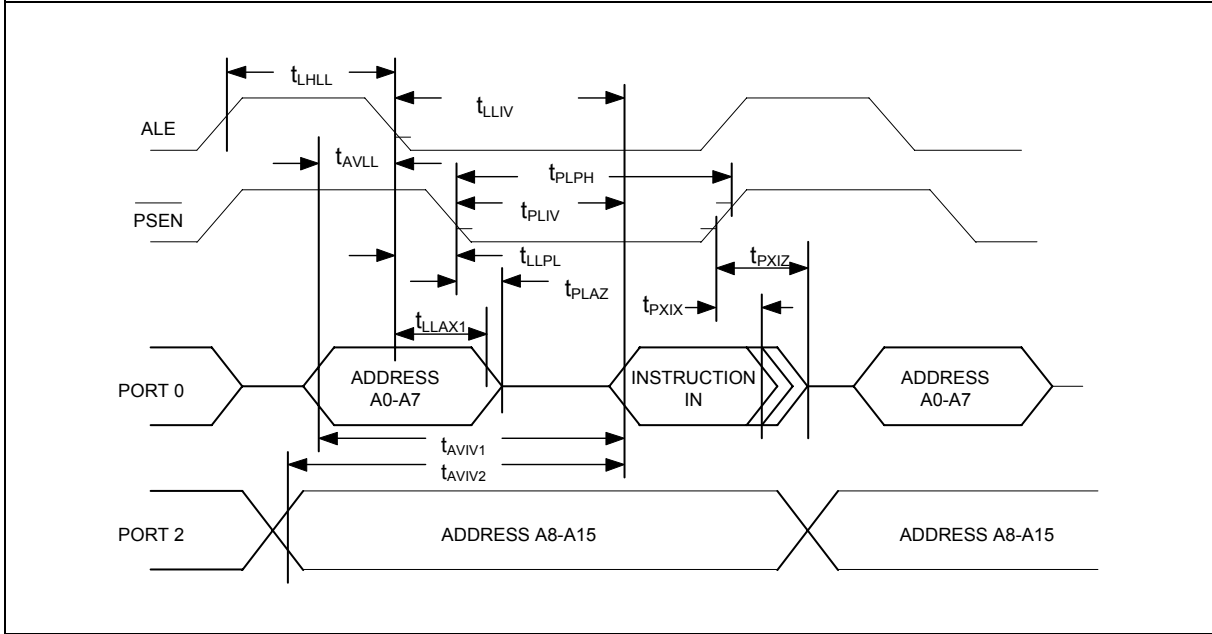 tLHLL
tLLIV
ALE
tAVLL
tPLPH
PSEN
tPLIV
tLLPL
tPXIZ
tPLAZ
tPXIX
tLLAX1
PORT 0
ADDRESS
A0-A7
INSTRUCTION
IN
ADDRESS
A0-A7
tAVIV1
tAVIV2
PORT 2
ADDRESS A8-A15
ADDRESS A8-A15